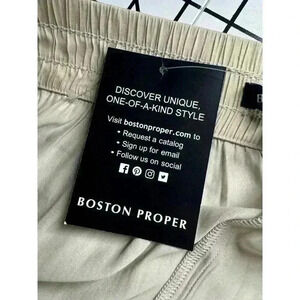 DISCOVER UNIQUE,
ONE-OF-A-KIND STYLE
Visit bostonproper.com to
• Request a catalog
• Sign up for email
• Follow us on social
BOSTON PROPER
B